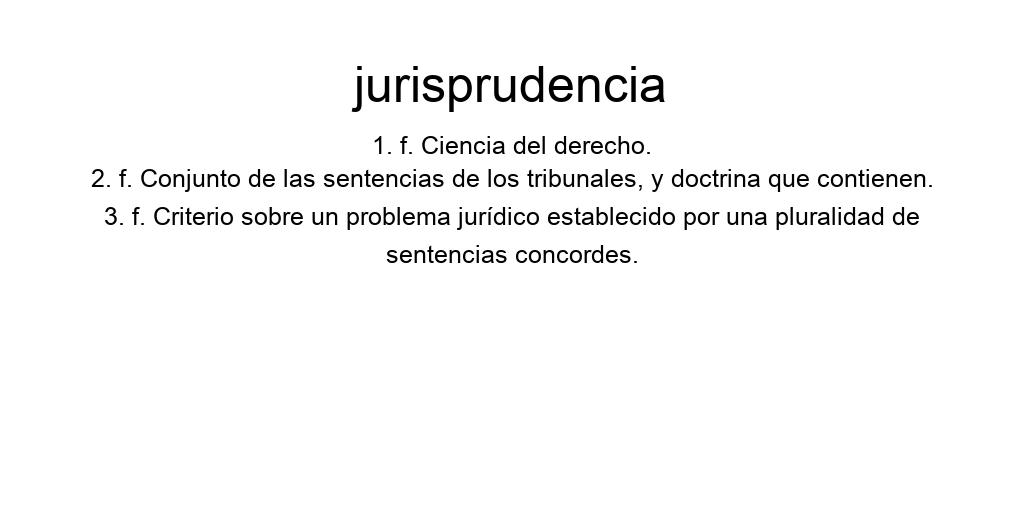 jurisprudencia
1. f. Ciencia del derecho.
2. f. Conjunto de las sentencias de los tribunales, y doctrina que contienen.
3. f. Criterio sobre un problema jurídico establecido por una pluralidad de
sentencias concordes.